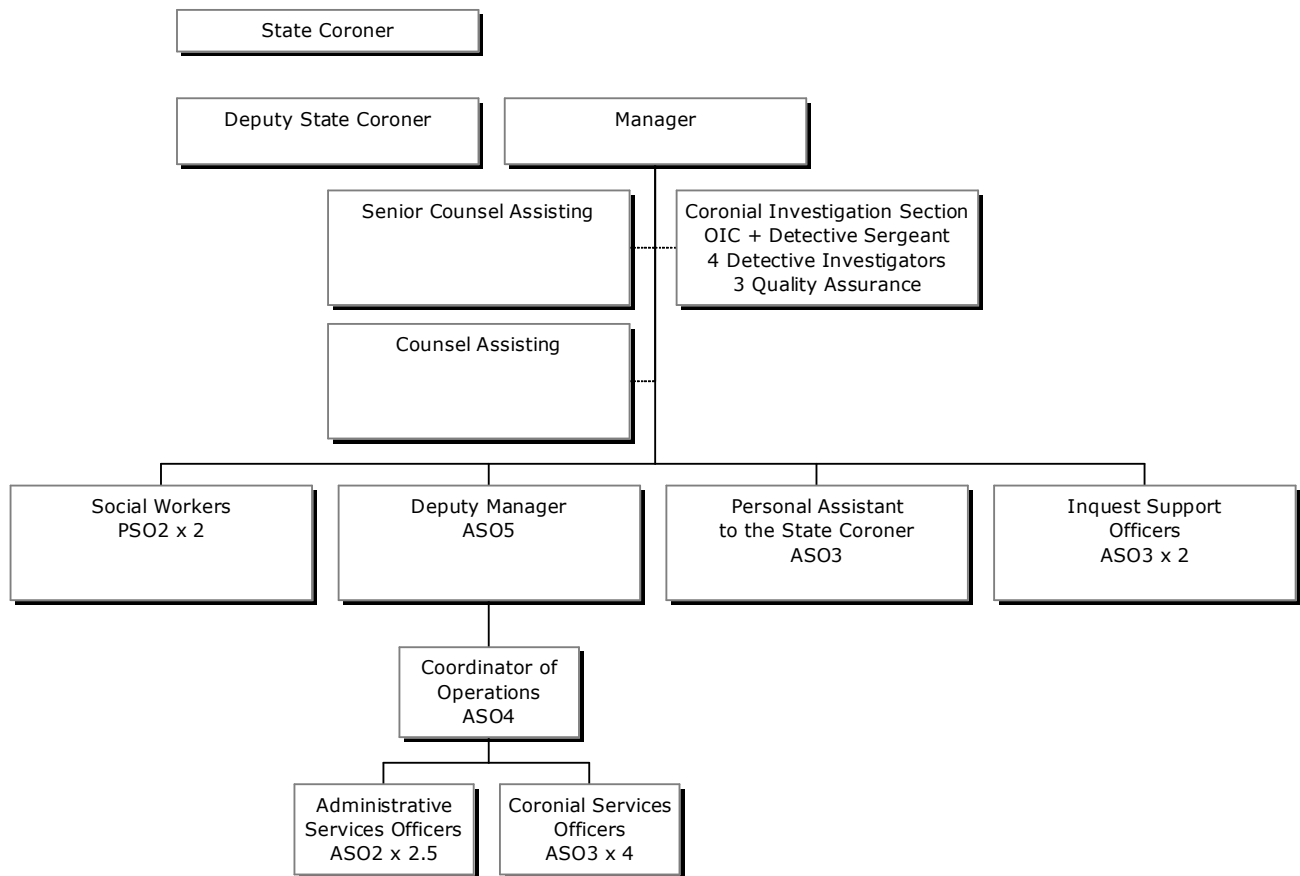 State Coroner
Deputy State Coroner
Manager
Senior Counsel Assisting
Coronial Investigation Section
OIC + Detective Sergeant
4 Detective Investigators
3 Quality Assurance
Counsel Assisting
Social Workers
PSO2 x 2
Deputy Manager
ASO5
Personal Assistant
to the State Coroner
ASO3
Inquest Support
Officers
ASO3 x 2
Coordinator of
Operations
ASO4
Administrative
Services Officers
ASO2 x 2.5
Coronial Services
Officers
ASO3 x 4